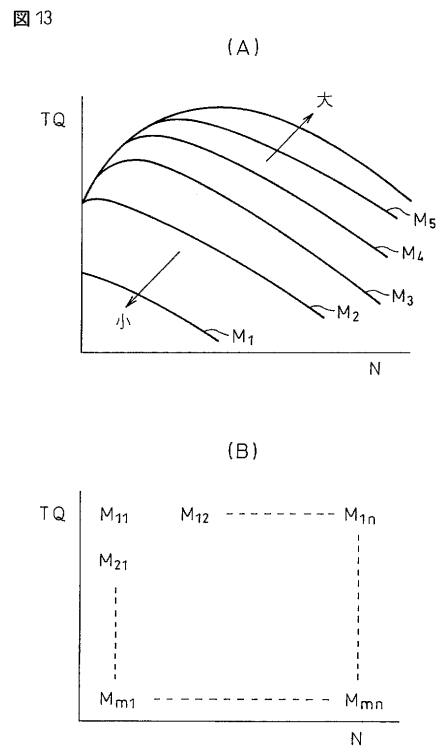 図 13
(A)
TQ
大
M5
M4
M3
M2
小
M1
N
(B)
TQ M11 M12 M1n
M21
Mm1 Mmn
N